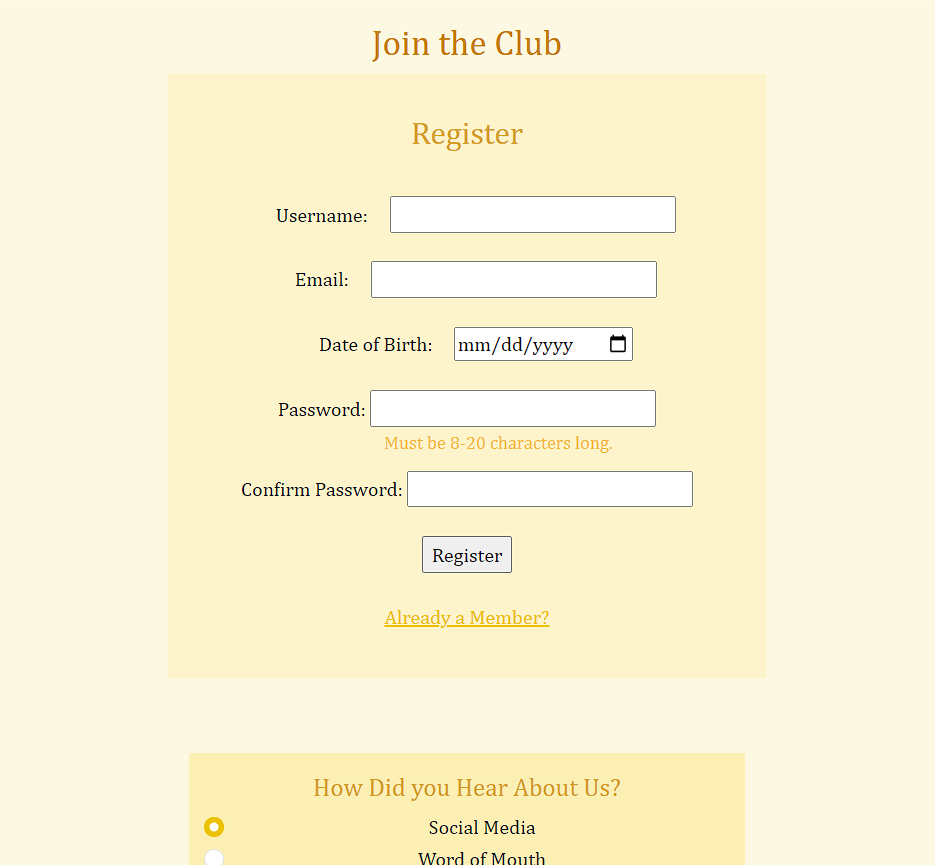 Join the Club
Register
Username:
Email:
Date of Birth: mm/dd/yyyy
Password:
Must be 8-20 characters long.
Confirm Password:
Register
Already a Member?
How Did you Hear About Us?
Social Media
Word of Mouth